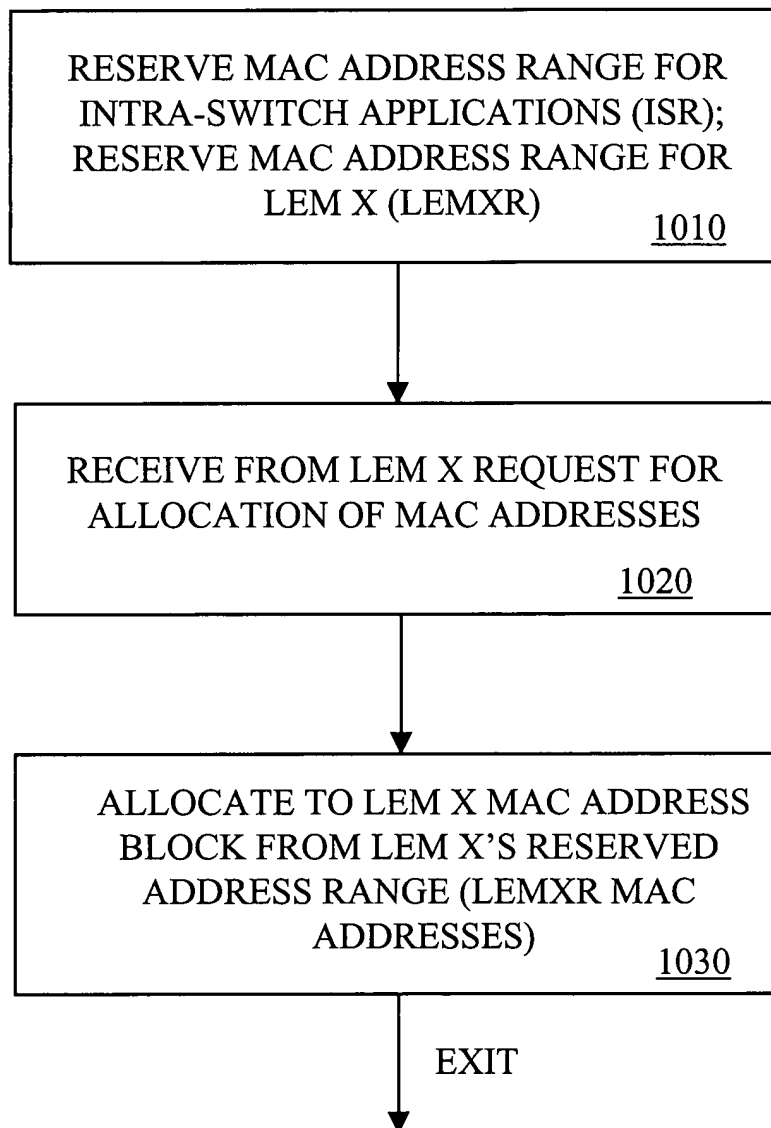 RESERVE MAC ADDRESS RANGE FOR
INTRA-SWITCH APPLICATIONS (ISR);
RESERVE MAC ADDRESS RANGE FOR
LEM X (LEMXR)
1010
RECEIVE FROM LEM X REQUEST FOR
ALLOCATION OF MAC ADDRESSES
1020
ALLOCATE TO LEM X MAC ADDRESS
BLOCK FROM LEM X'S RESERVED
ADDRESS RANGE (LEMXR MAC
ADDRESSES)
1030
EXIT